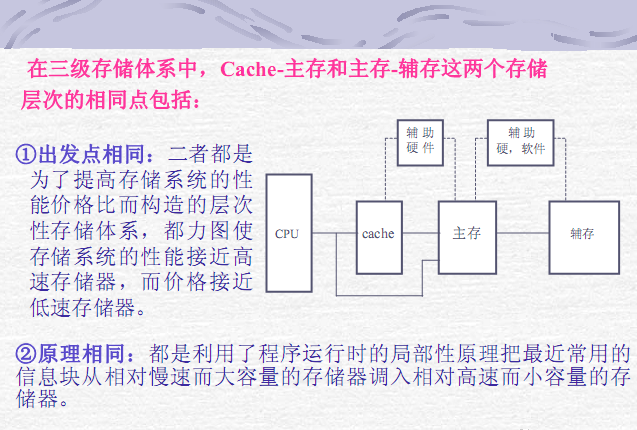 在三级存储体系中，Cache-主存和主存-辅存这两个存储
层次的相同点包括：
①出发点相同：二者都是
为了提高存储系统的性
能价格比而构造的层次
性存储体系，都力图使
存储系统的性能接近高
速存储器，而价格接近
低速存储器。
辅 助
硬 件
辅 助
硬，软件
CPU
cache
主存
辅存
②原理相同：都是利用了程序运行时的局部性原理把最近常用的
信息块从相对慢速而大容量的存储器调入相对高速而小容量的存
储器。